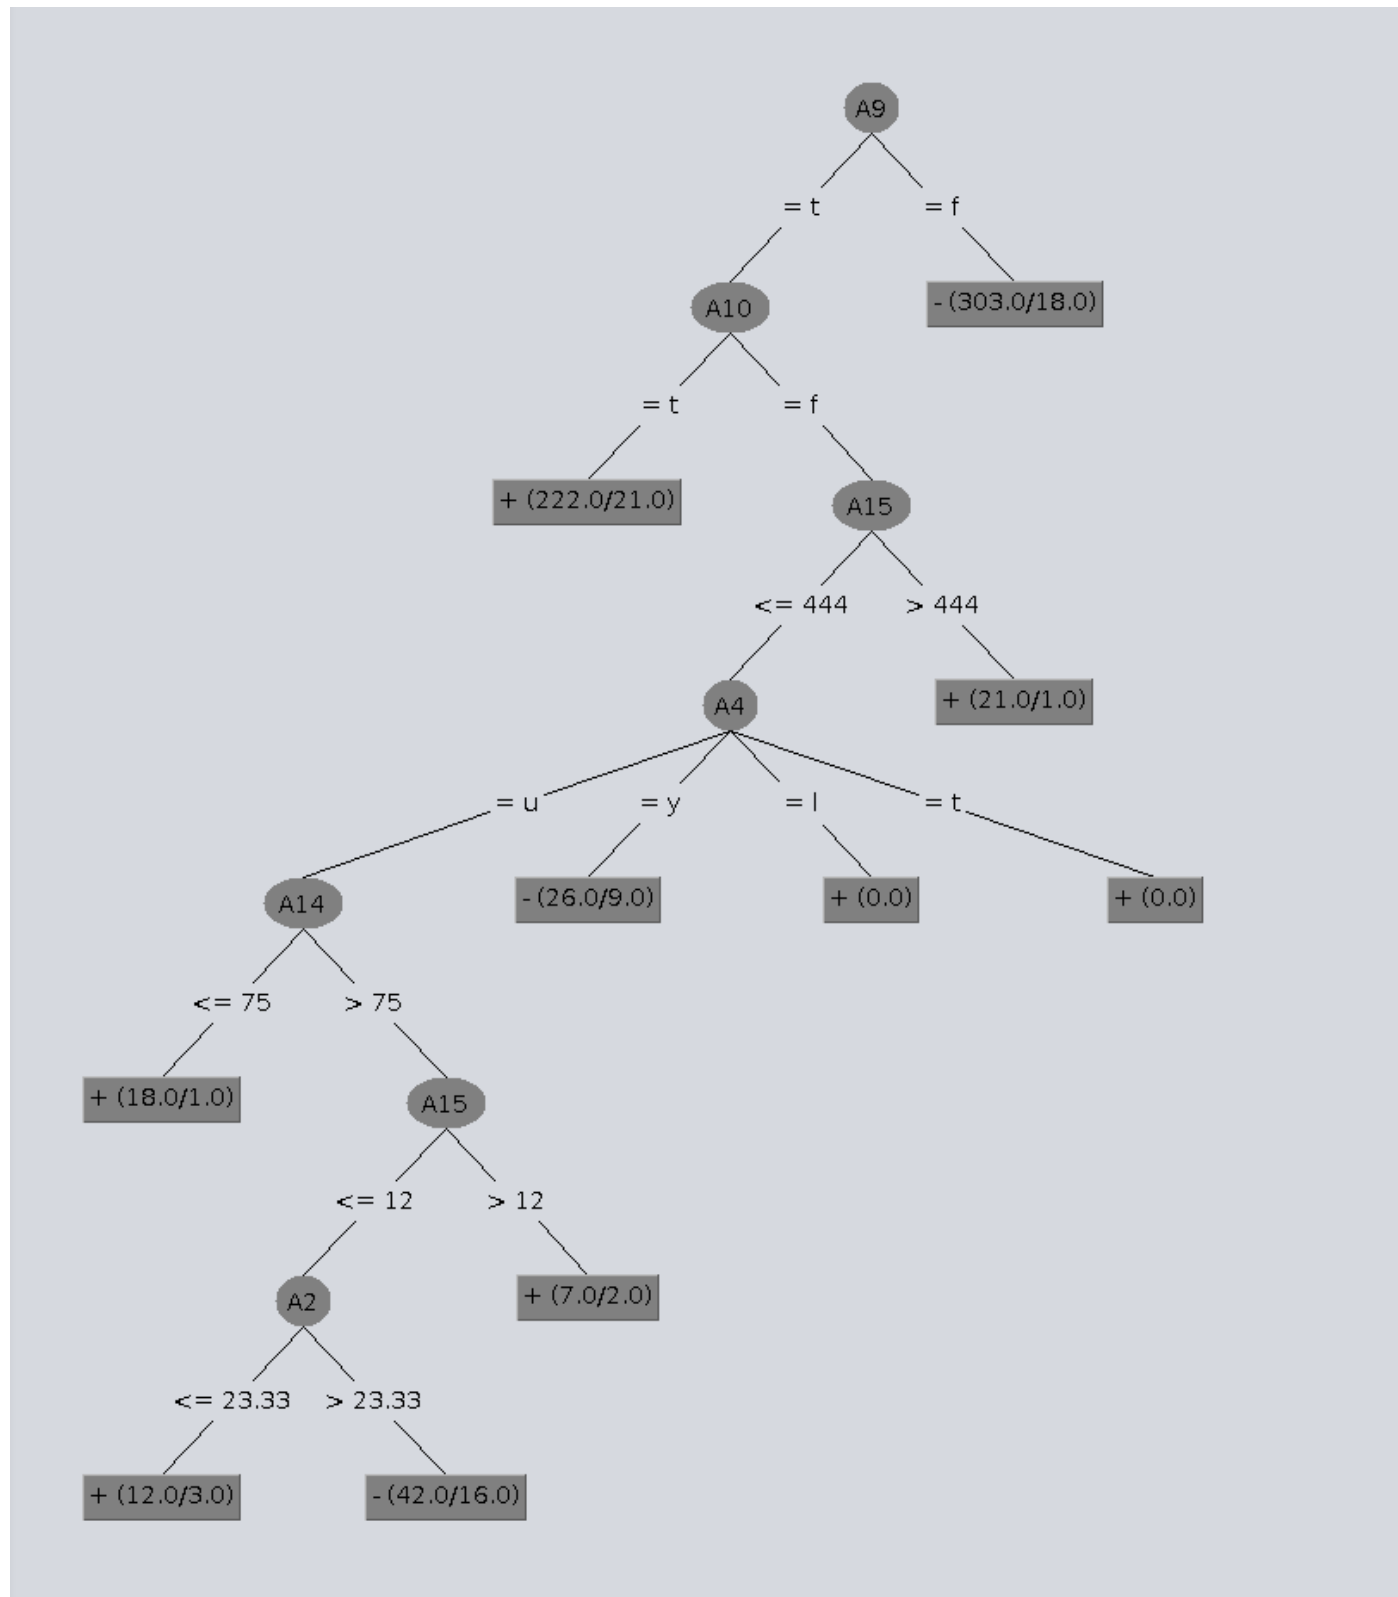 A9
= t
= f
A10
- (303.0/18.0)
= t
= f
+ (222.0/21.0)
A15
<= 444
> 444
A4
+ (21.0/1.0)
= u
= y
= l
= t
A14
- (26.0/9.0)
+ (0.0)
+ (0.0)
<= 75
> 75
+ (18.0/1.0)
A15
<= 12
> 12
A2
+ (7.0/2.0)
<= 23.33
> 23.33
+ (12.0/3.0)
- (42.0/16.0)